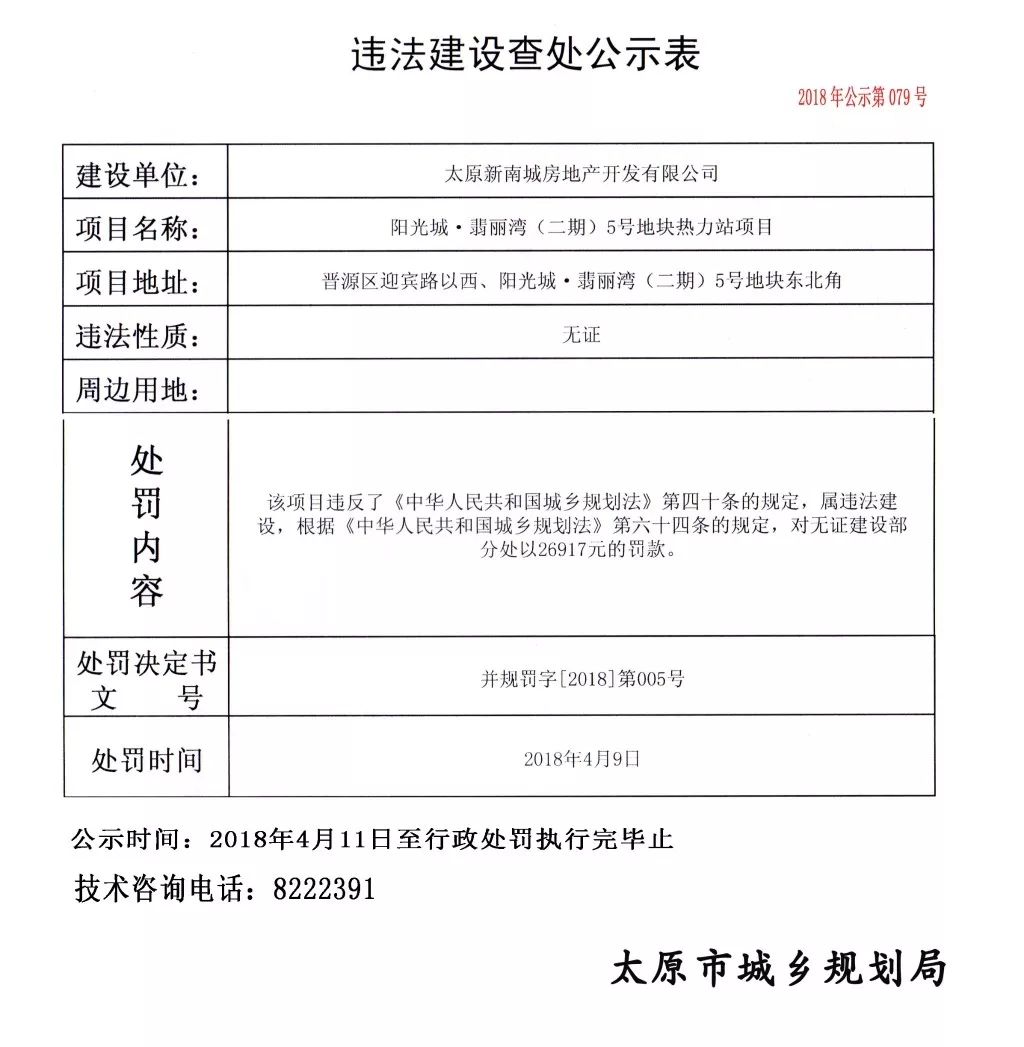 违法建设查处公示表
2018年公示第079号
建设单位：
太原新南城房地产开发有限公司
项目名称：
阳光城·翡丽湾（二期）5号地块热力站项目
项目地址：
晋源区迎宾路以西、阳光城·翡丽湾（二期）5号地块东北角
违法性质：
无证
周边用地：
处
罚
内
容
该项目违反了《中华人民共和国城乡规划法》第四十条的规定，属违法建
设，根据《中华人民共和国城乡规划法》第六十四条的规定，对无证建设部
分处以26917元的罚款。
处罚决定书
文 号
并规罚字[2018]第005号
处罚时间
2018年4月9日
公示时间：2018年4月11日至行政处罚执行完毕止
技术咨询电话：8222391
太原市城乡规划局